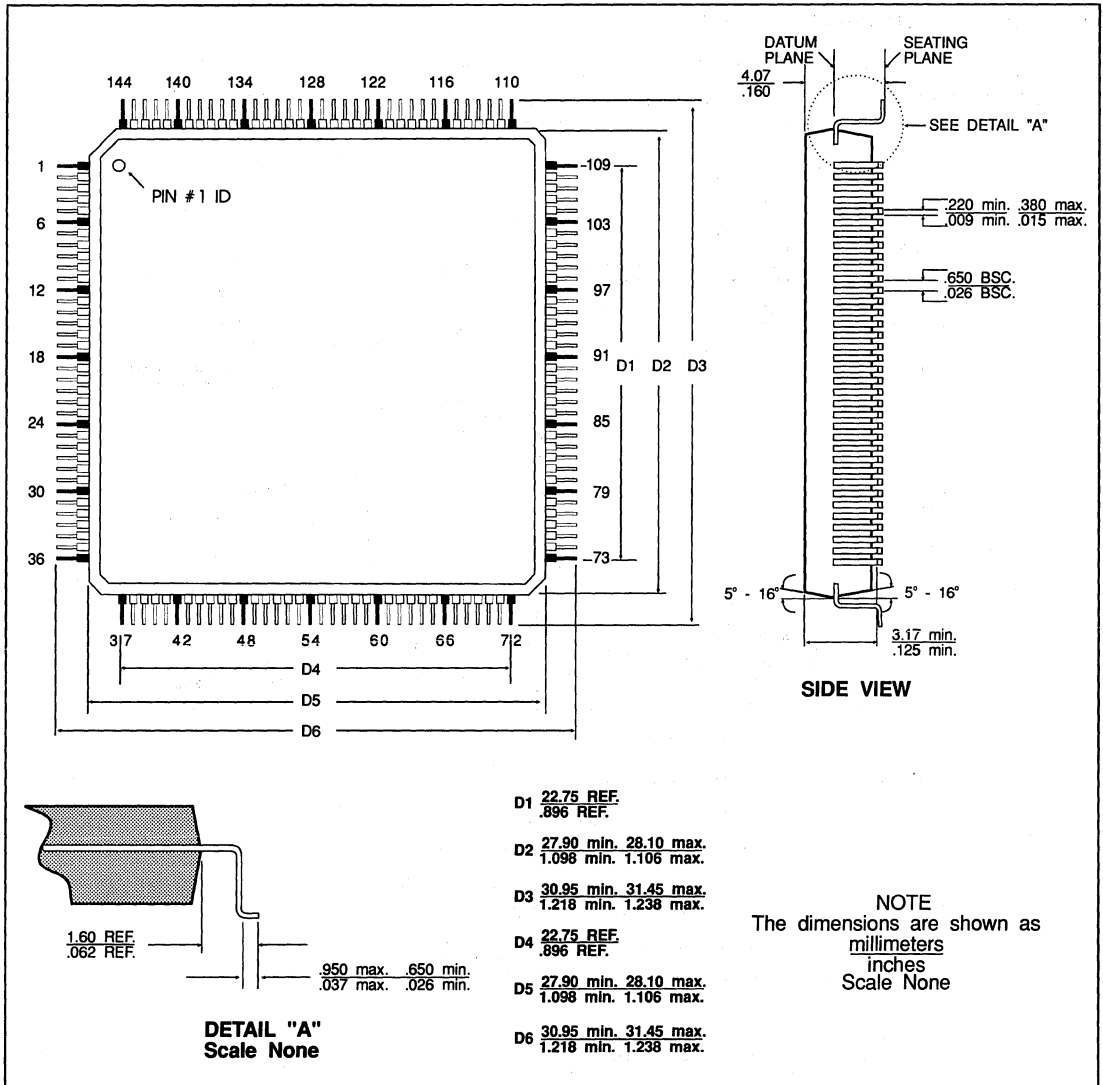 DATUM PLANE
SEATING PLANE
4.07
.160
SEE DETAIL "A"
144 140 134 128 122 116 110
1
6
12
18
24
30
36
PIN #1 ID
109
103
97
91
85
79
73
D1 D2 D3
37 42 48 54 60 66 72
D4
D5
D6
.220 min. .380 max.
.009 min. .015 max.
.650 BSC.
.026 BSC.
5° - 16° 5° - 16°
3.17 min.
.125 min.
SIDE VIEW
1.60 REF.
.062 REF.
.950 max. .650 min.
.037 max. .026 min.
DETAIL "A"
Scale None
D1 22.75 REF.
.896 REF.
D2 27.90 min. 28.10 max.
1.098 min. 1.106 max.
D3 30.95 min. 31.45 max.
1.218 min. 1.238 max.
D4 22.75 REF.
.896 REF.
D5 27.90 min. 28.10 max.
1.098 min. 1.106 max.
D6 30.95 min. 31.45 max.
1.218 min. 1.238 max.
NOTE
The dimensions are shown as
millimeters
inches
Scale None